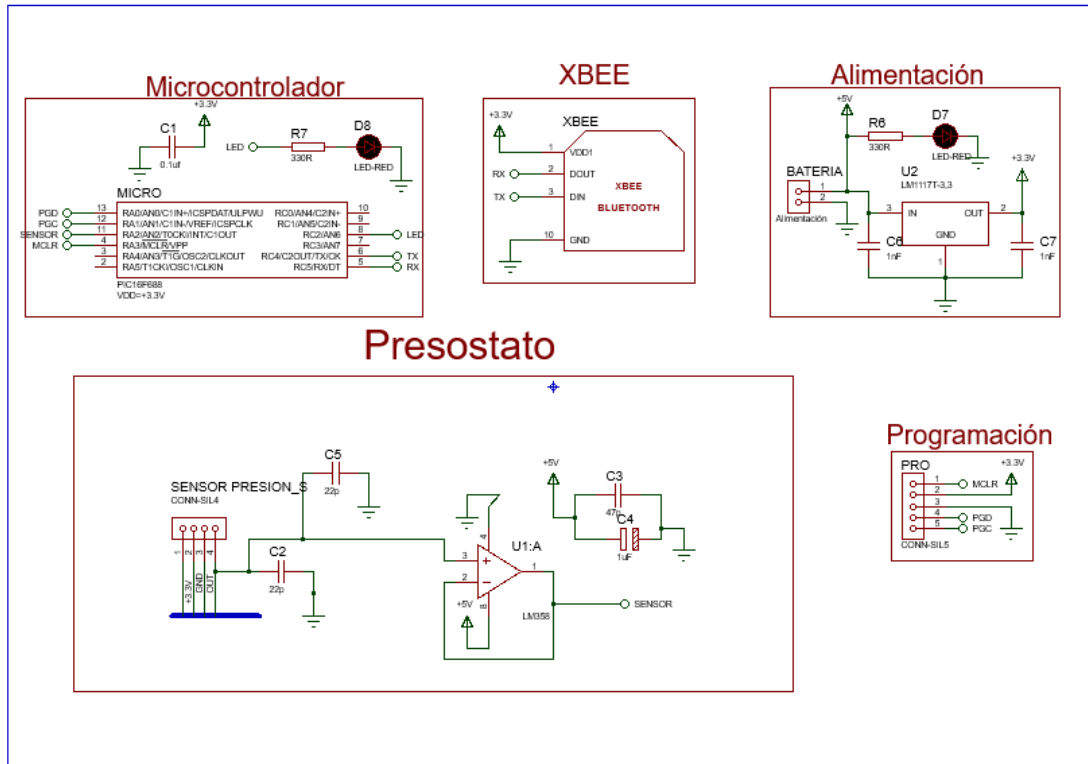 Microcontrolador
+3.3V
C1
0.1uf
LED
R7
330R
D8
LED-RED
MICRO
PGD 13 RA0/AN0/C1IN+/ICSPDAT/ULPWU RC0/AN4/C2IN+ 10
PGC 12 RA1/AN1/C1IN-/VREF/ICSPCLK RC1/AN5/C2IN- 9
SENSOR 11 RA2/AN2/T0CKI/INT/C1OUT RC2/AN6 8 LED
MCLR 4 RA3/MCLR/VPP RC3/AN7 7
3 RA4/AN3/T1G/OSC2/CLKOUT RC4/C2OUT/TX/CK 6 TX
2 RA5/T1CKI/OSC1/CLKIN RC5/RX/DT 5 RX
PIC16F688
VDD=+3.3V
XBEE
+3.3V
XBEE
1 VDD1
RX 2 DOUT
TX 3 DIN
10 GND
XBEE
BLUETOOTH
Alimentación
+5V
R6
330R
D7
LED-RED
BATERIA
1
2
Alimentación
U2
LM1117T-3,3
+3.3V
3 IN OUT 2
GND
1
C6
1nF
C7
1nF
Presostato
SENSOR PRESION_S
CONN-SIL4
1
2
3
4
+3.3V
GND
OUT
C5
22p
C2
22p
+5V
C3
47p
C4
1uF
4
3
2
1
8
U1:A
LM358
+5V
SENSOR
Programación
PRO
+3.3V
1 MCLR
2
3
4 PGD
5 PGC
CONN-SIL5